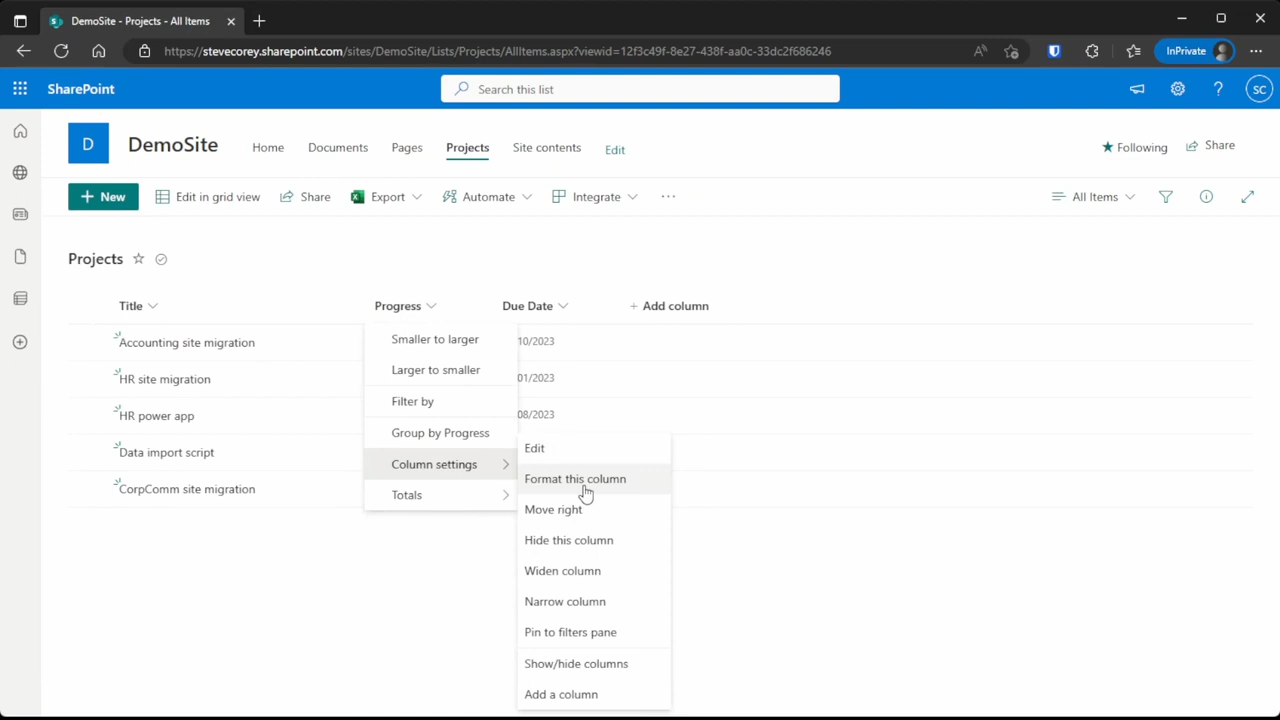 DemoSite - Projects - All Items
https://stevecorey.sharepoint.com/sites/DemoSite/Lists/Projects/AllItems.aspx?viewid=12f3c49f-8e27-438f-aa0c-33dc2f686246
InPrivate
SharePoint
Search this list
SC
D
DemoSite
Home
Documents
Pages
Projects
Site contents
Edit
Following
Share
New
Edit in grid view
Share
Export
Automate
Integrate
All Items
Projects
Title
Progress
Due Date
+ Add column
Accounting site migration
10/2023
HR site migration
01/2023
HR power app
08/2023
Data import script
CorpComm site migration
Smaller to larger
Larger to smaller
Filter by
Group by Progress
Column settings
Totals
Edit
Format this column
Move right
Hide this column
Widen column
Narrow column
Pin to filters pane
Show/hide columns
Add a column